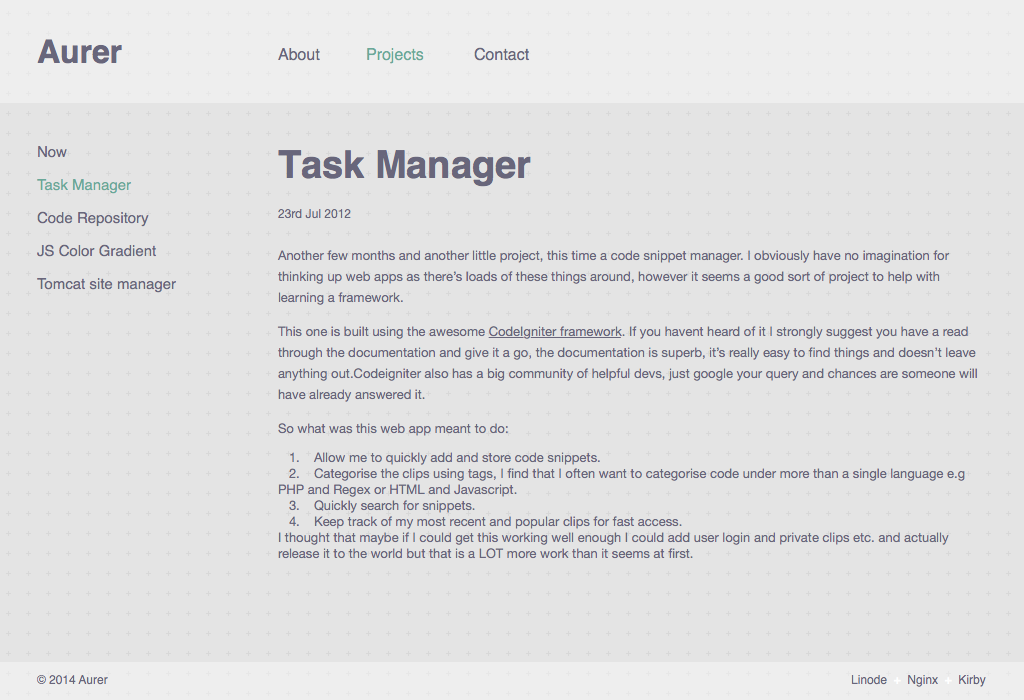 Aurer
About Projects Contact
Now
Task Manager
Code Repository
JS Color Gradient
Tomcat site manager
Task Manager
23rd Jul 2012
Another few months and another little project, this time a code snippet manager. I obviously have no imagination for
thinking up web apps as there’s loads of these things around, however it seems a good sort of project to help with
learning a framework.
This one is built using the awesome CodeIgniter framework. If you havent heard of it I strongly suggest you have a read
through the documentation and give it a go, the documentation is superb, it’s really easy to find things and doesn’t leave
anything out.Codeigniter also has a big community of helpful devs, just google your query and chances are someone will
have already answered it.
So what was this web app meant to do:
1. Allow me to quickly add and store code snippets.
2. Categorise the clips using tags, I find that I often want to categorise code under more than a single language e.g
PHP and Regex or HTML and Javascript.
3. Quickly search for snippets.
4. Keep track of my most recent and popular clips for fast access.
I thought that maybe if I could get this working well enough I could add user login and private clips etc. and actually
release it to the world but that is a LOT more work than it seems at first.
© 2014 Aurer
Linode + Nginx + Kirby